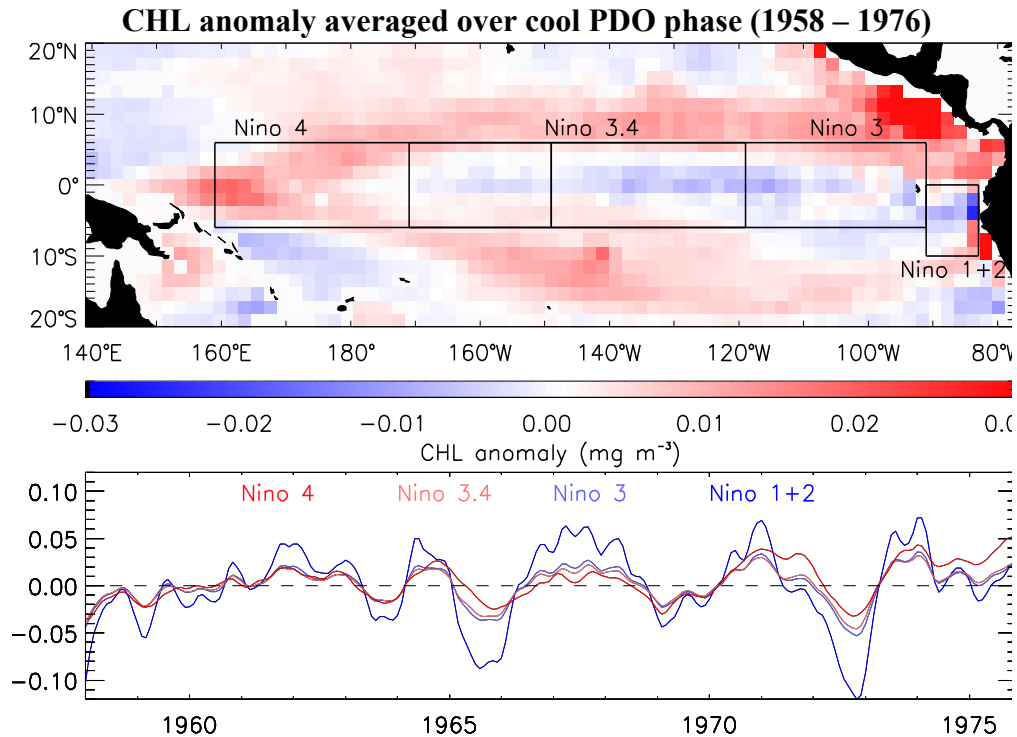 CHL anomaly averaged over cool PDO phase (1958 – 1976)
20°N
10°N
0°
10°S
20°S
Nino 4
Nino 3.4
Nino 3
Nino 1+2
140°E
160°E
180°
160°W
140°W
120°W
100°W
80°W
−0.03
−0.02
−0.01
0.00
0.01
0.02
0.0
CHL anomaly (mg m⁻³)
0.10
0.05
0.00
−0.05
−0.10
Nino 4
Nino 3.4
Nino 3
Nino 1+2
1960
1965
1970
1975